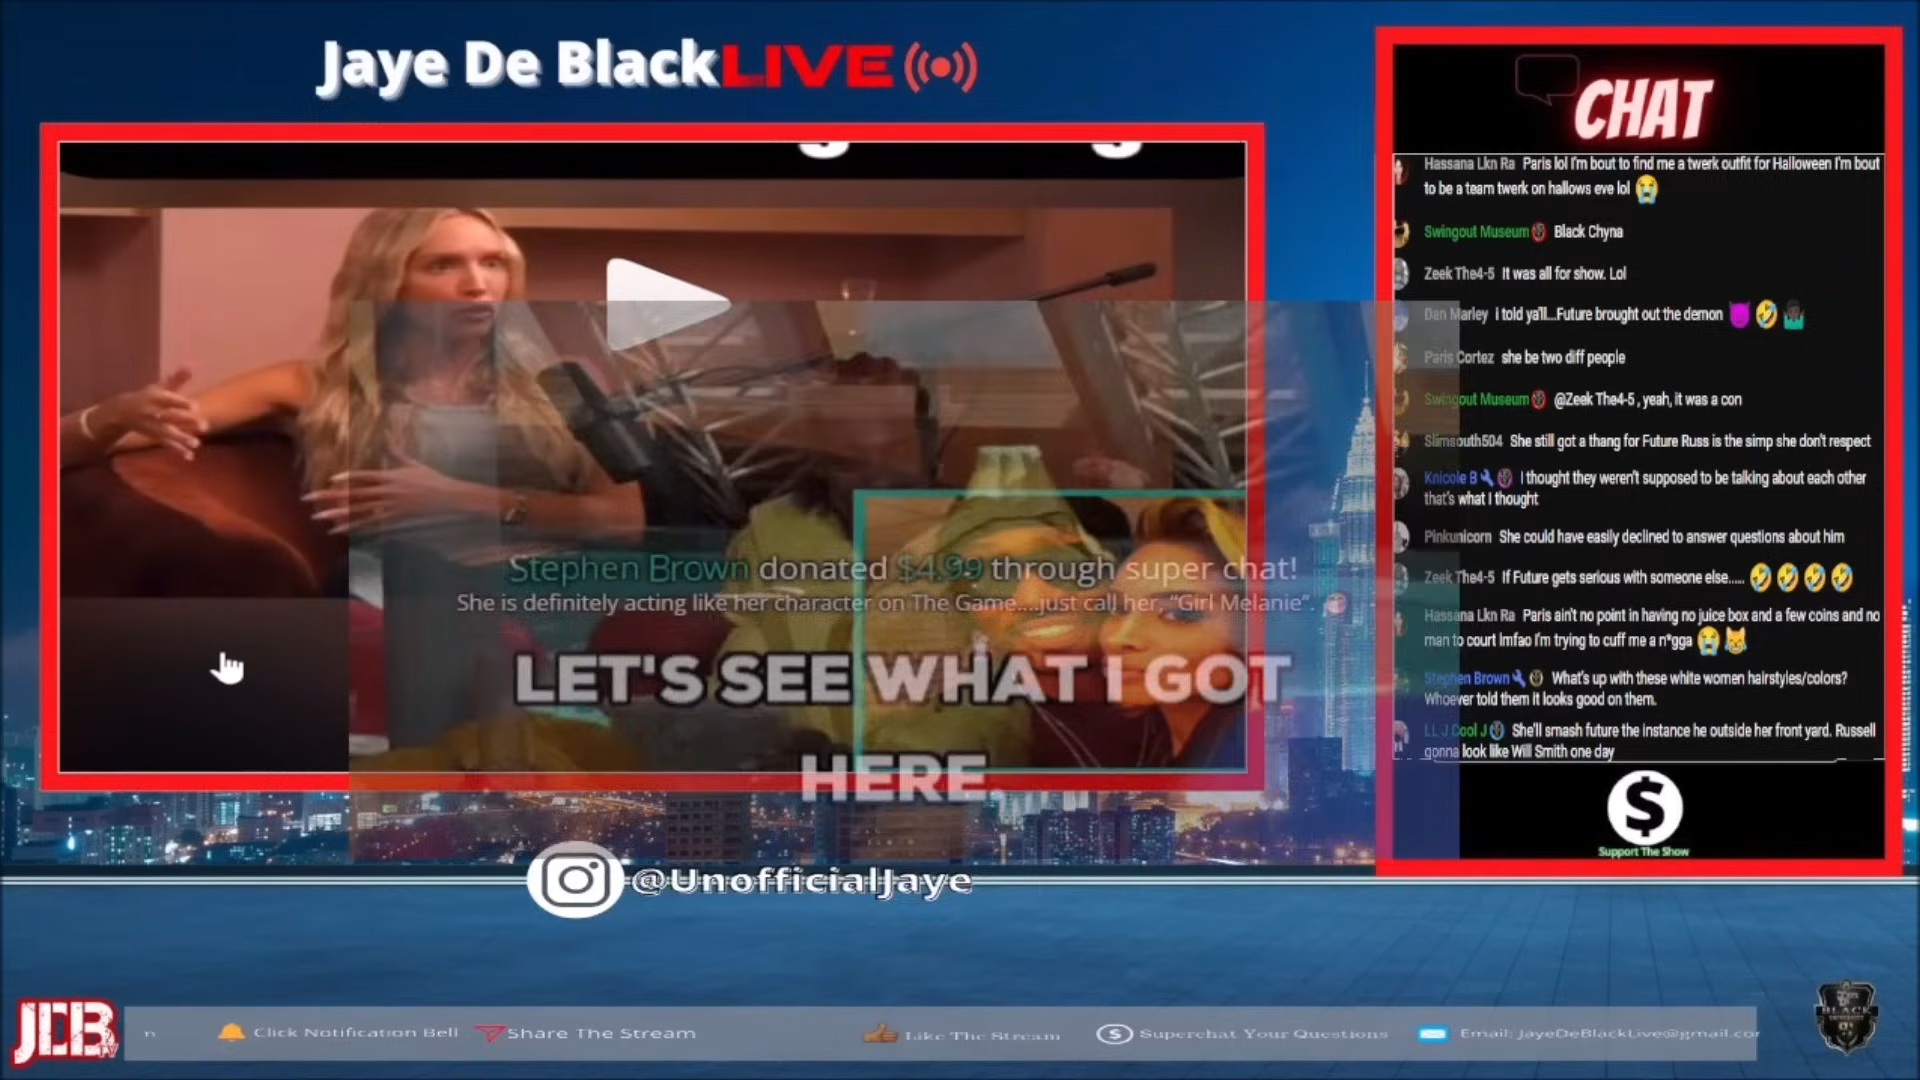 Jaye De BlackLIVE
CHAT
Hassana Lkn Ra Paris lol I'm bout to find me a twerk outfit for Halloween I'm bout
to be a team twerk on hallows eve lol 😭
Swingout Museum Black Chyna
Zeek The4-5 It was all for show. Lol
Dan Marley i told ya'll...Future brought out the demon 😈 🤣 🤷🏿‍♂️
Paris Cortez she be two diff people
Swingout Museum @Zeek The4-5 , yeah, it was a con
Slimsouth504 She still got a thang for Future Russ is the simp she don't respect
Knicole B I thought they weren't supposed to be talking about each other
that's what I thought
Pinkunicorn She could have easily declined to answer questions about him
Zeek The4-5 If Future gets serious with someone else..... 🤣 🤣 🤣 🤣
Hassana Lkn Ra Paris ain't no point in having no juice box and a few coins and no
man to court lmfao I'm trying to cuff me a n*gga 😭 😹
Stephen Brown What's up with these white women hairstyles/colors?
Whoever told them it looks good on them.
LL J Cool J She'll smash future the instance he outside her front yard. Russell
gonna look like Will Smith one day
$
Support The Show
Stephen Brown donated $4.99 through super chat!
She is definitely acting like her character on The Game....just call her, "Girl Melanie".
LET'S SEE WHAT I GOT
HERE.
@UnofficialJaye
JDB TV
n Click Notification Bell Share The Stream Like The Stream Superchat Your Questions Email: JayeDeBlackLive@gmail.co
BLACK